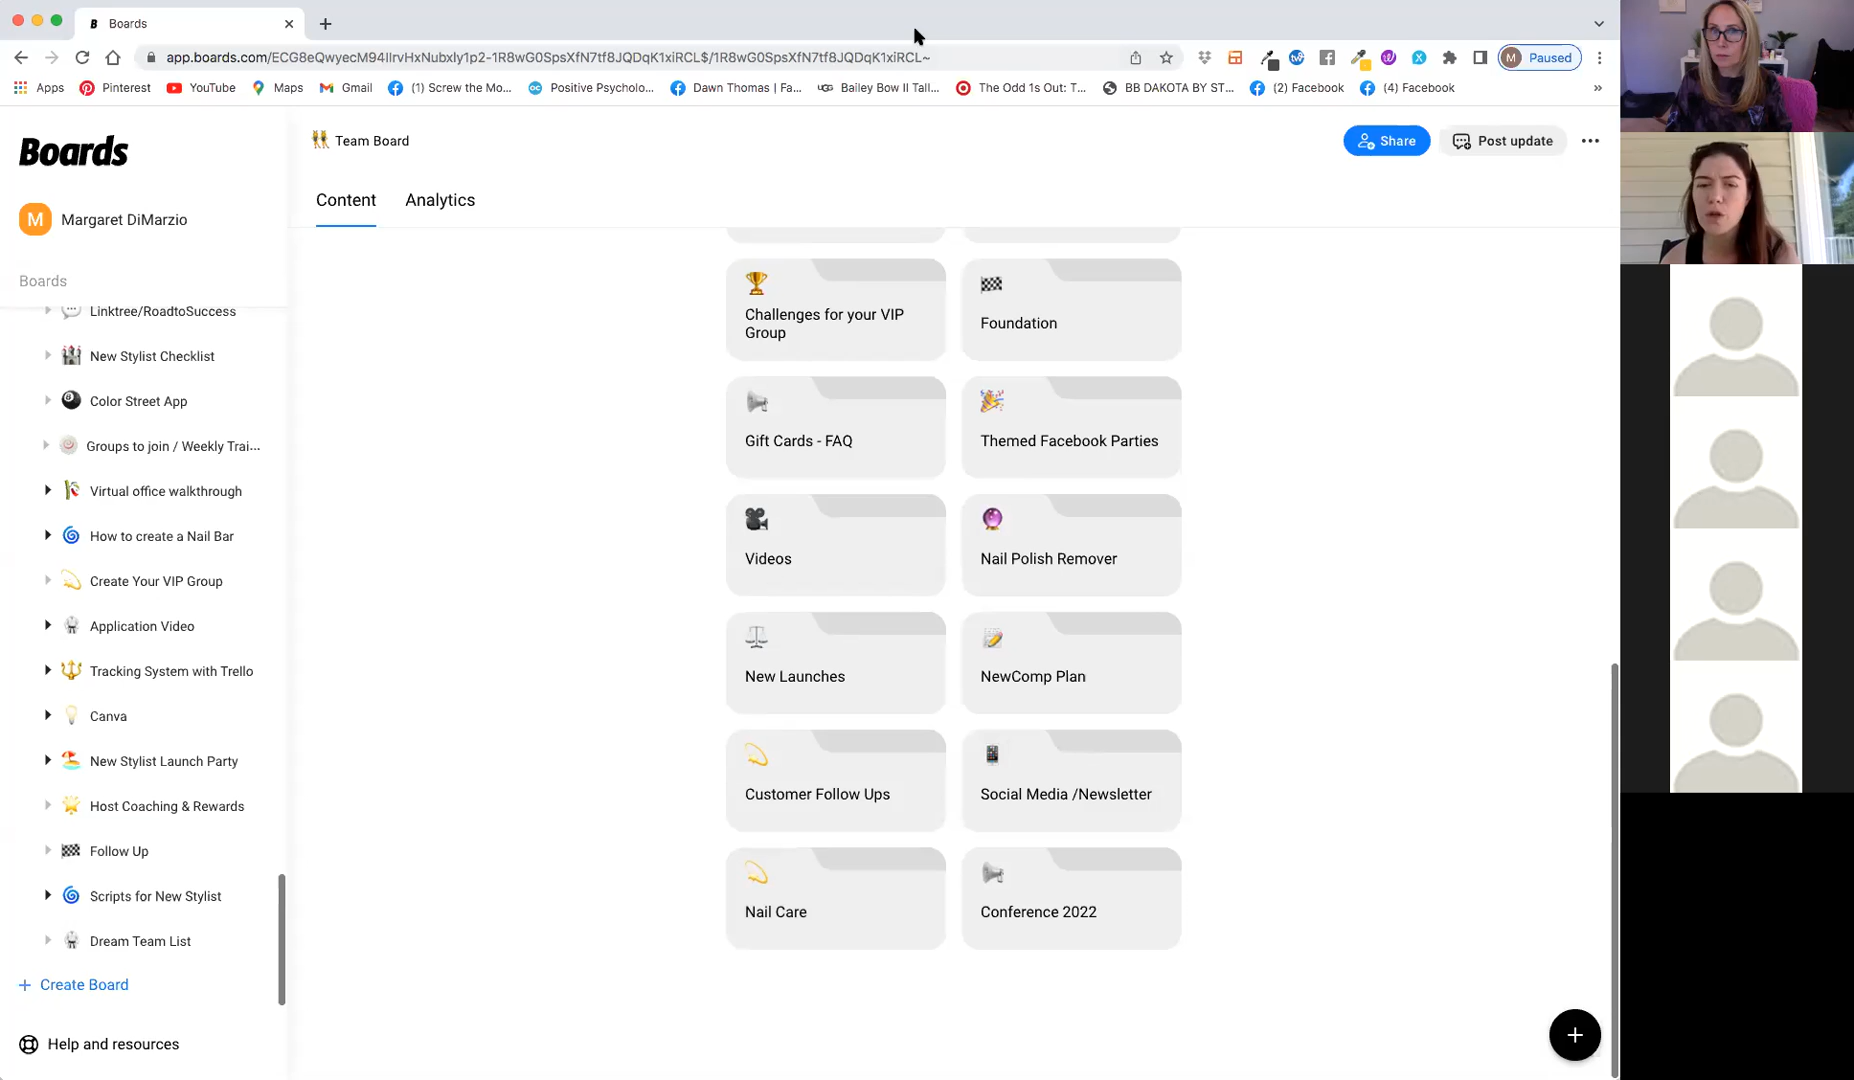 Boards
app.boards.com/ECG8eQwyecM94IIrvHxNubxIy1p2-1R8wG0SpsXfN7tf8JQDqK1xiRCL$/1R8wG0SpsXfN7tf8JQDqK1xiRCL~
M Paused
Apps Pinterest YouTube Maps Gmail (1) Screw the Mo... Positive Psycholo... Dawn Thomas | Fa... Bailey Bow II Tall... The Odd 1s Out: T... BB DAKOTA BY ST... (2) Facebook (4) Facebook »
Boards
M Margaret DiMarzio
Boards
Linktree/RoadtoSuccess
New Stylist Checklist
Color Street App
Groups to join / Weekly Trai...
Virtual office walkthrough
How to create a Nail Bar
Create Your VIP Group
Application Video
Tracking System with Trello
Canva
New Stylist Launch Party
Host Coaching & Rewards
Follow Up
Scripts for New Stylist
Dream Team List
+ Create Board
Help and resources
Team Board
Share
Post update
Content Analytics
Challenges for your VIP
Group
Foundation
Gift Cards - FAQ
Themed Facebook Parties
Videos
Nail Polish Remover
New Launches
NewComp Plan
Customer Follow Ups
Social Media /Newsletter
Nail Care
Conference 2022